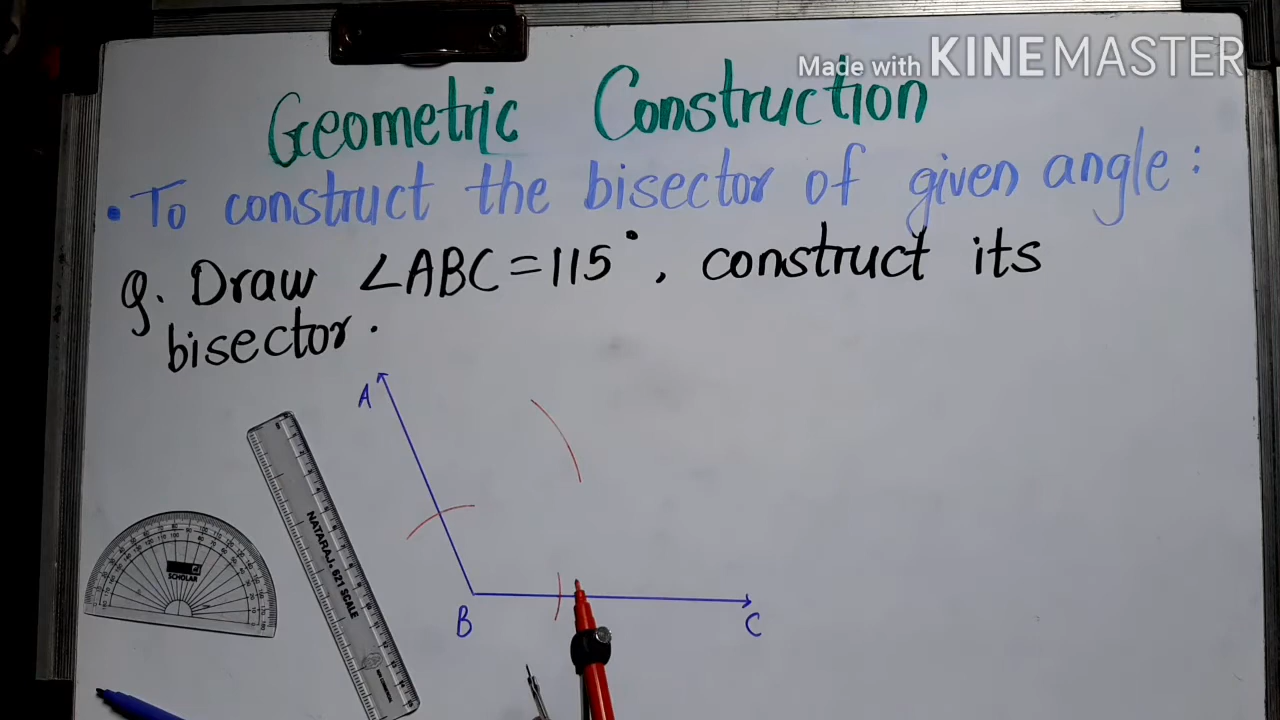 Made with KINEMASTER
Geometric Construction
• To construct the bisector of given angle:
Q. Draw ∠ABC=115°, construct its
bisector.
A
B
C
NATARAJ 621 SCALE
SCHOLAR